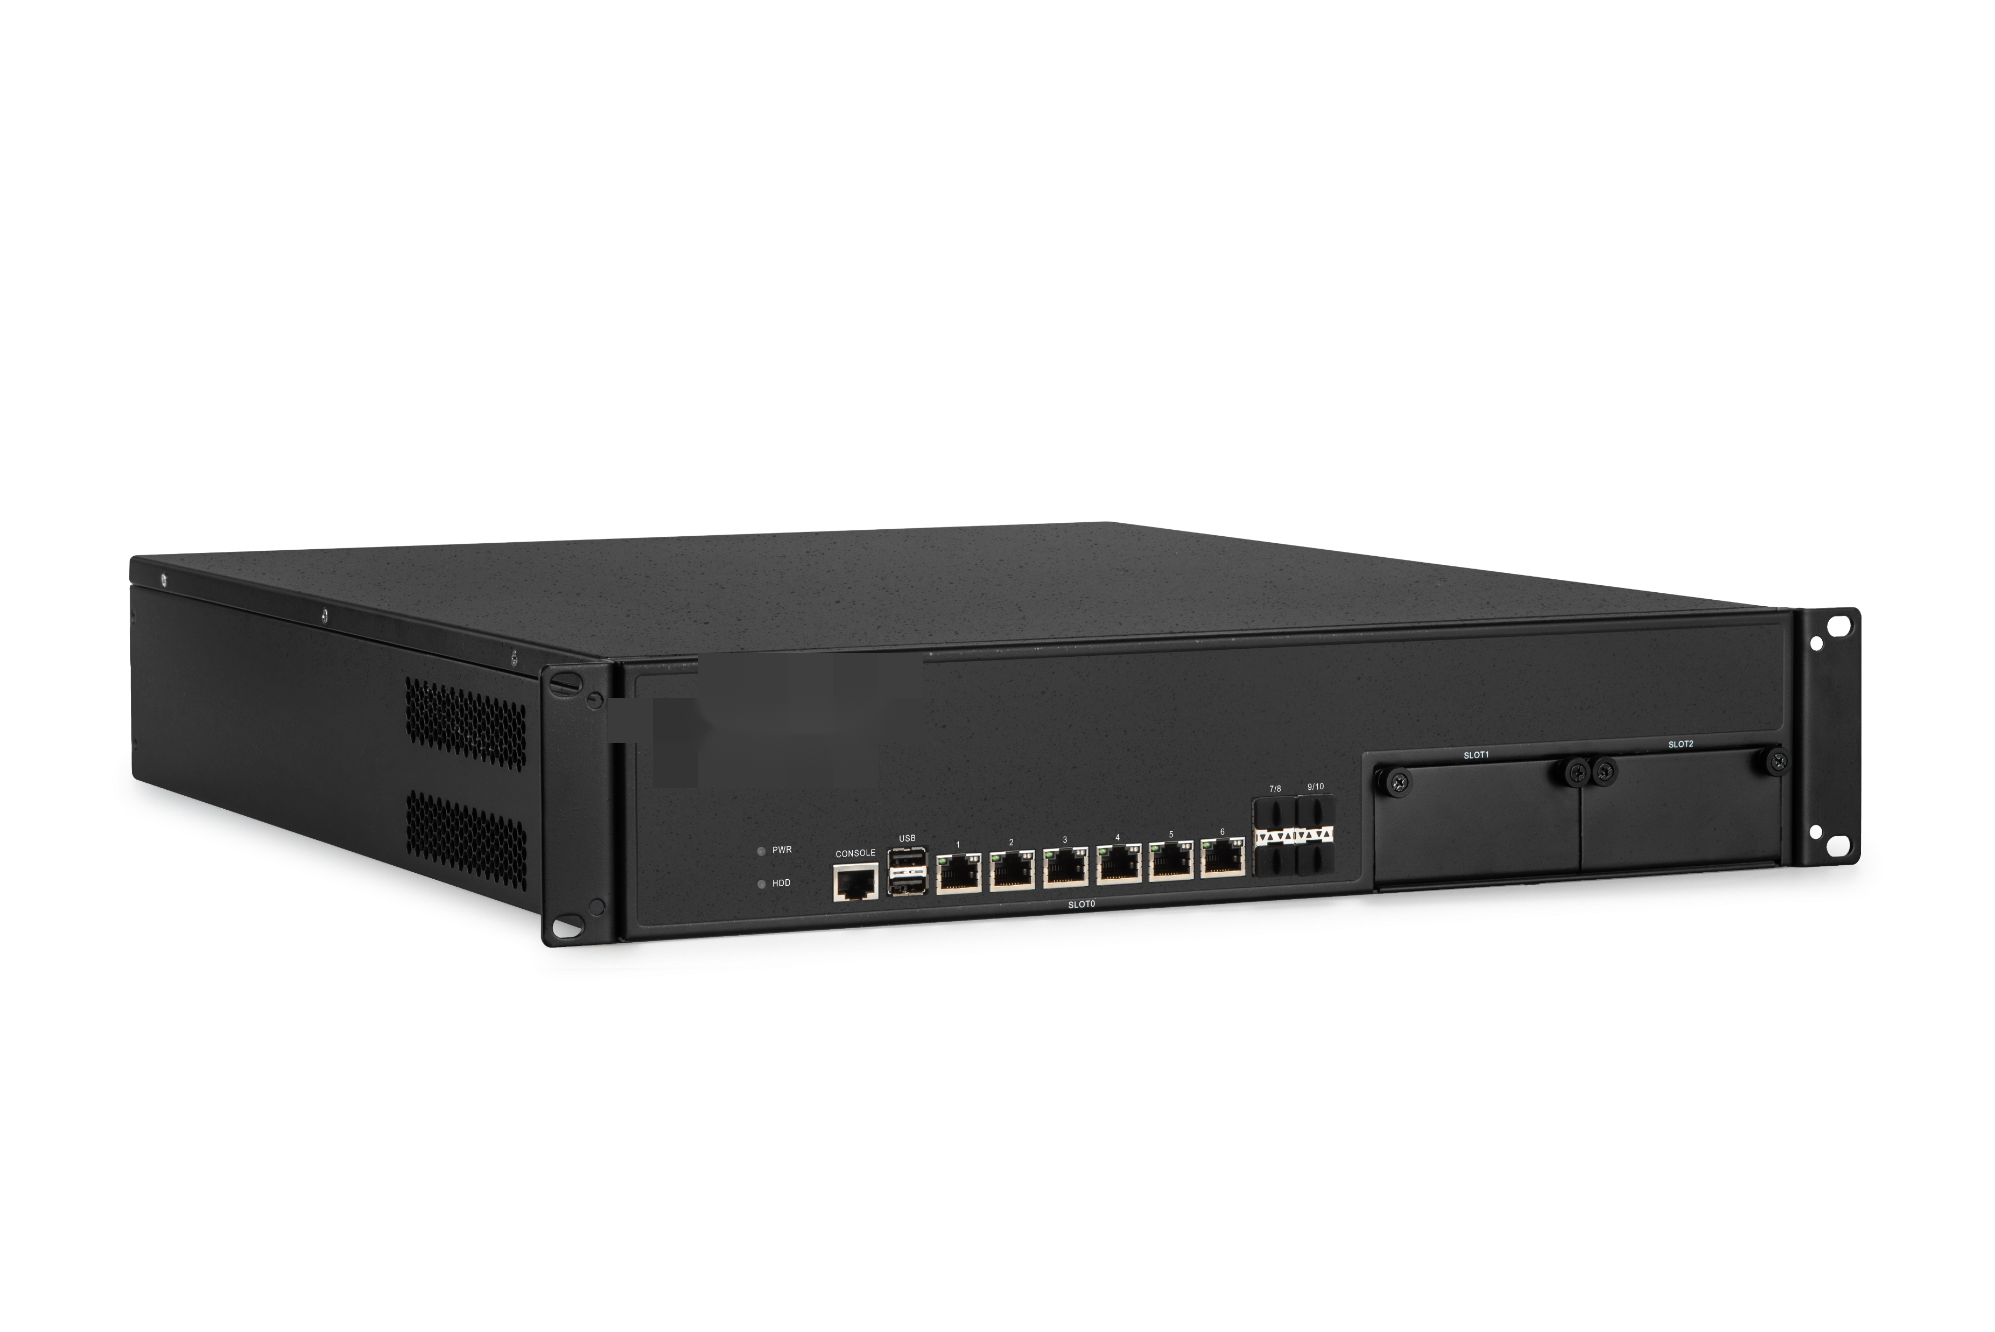 SLOT1
SLOT2
7/8
9/10
PWR
HDD
CONSOLE
USB
1
2
3
4
5
6
SLOT0